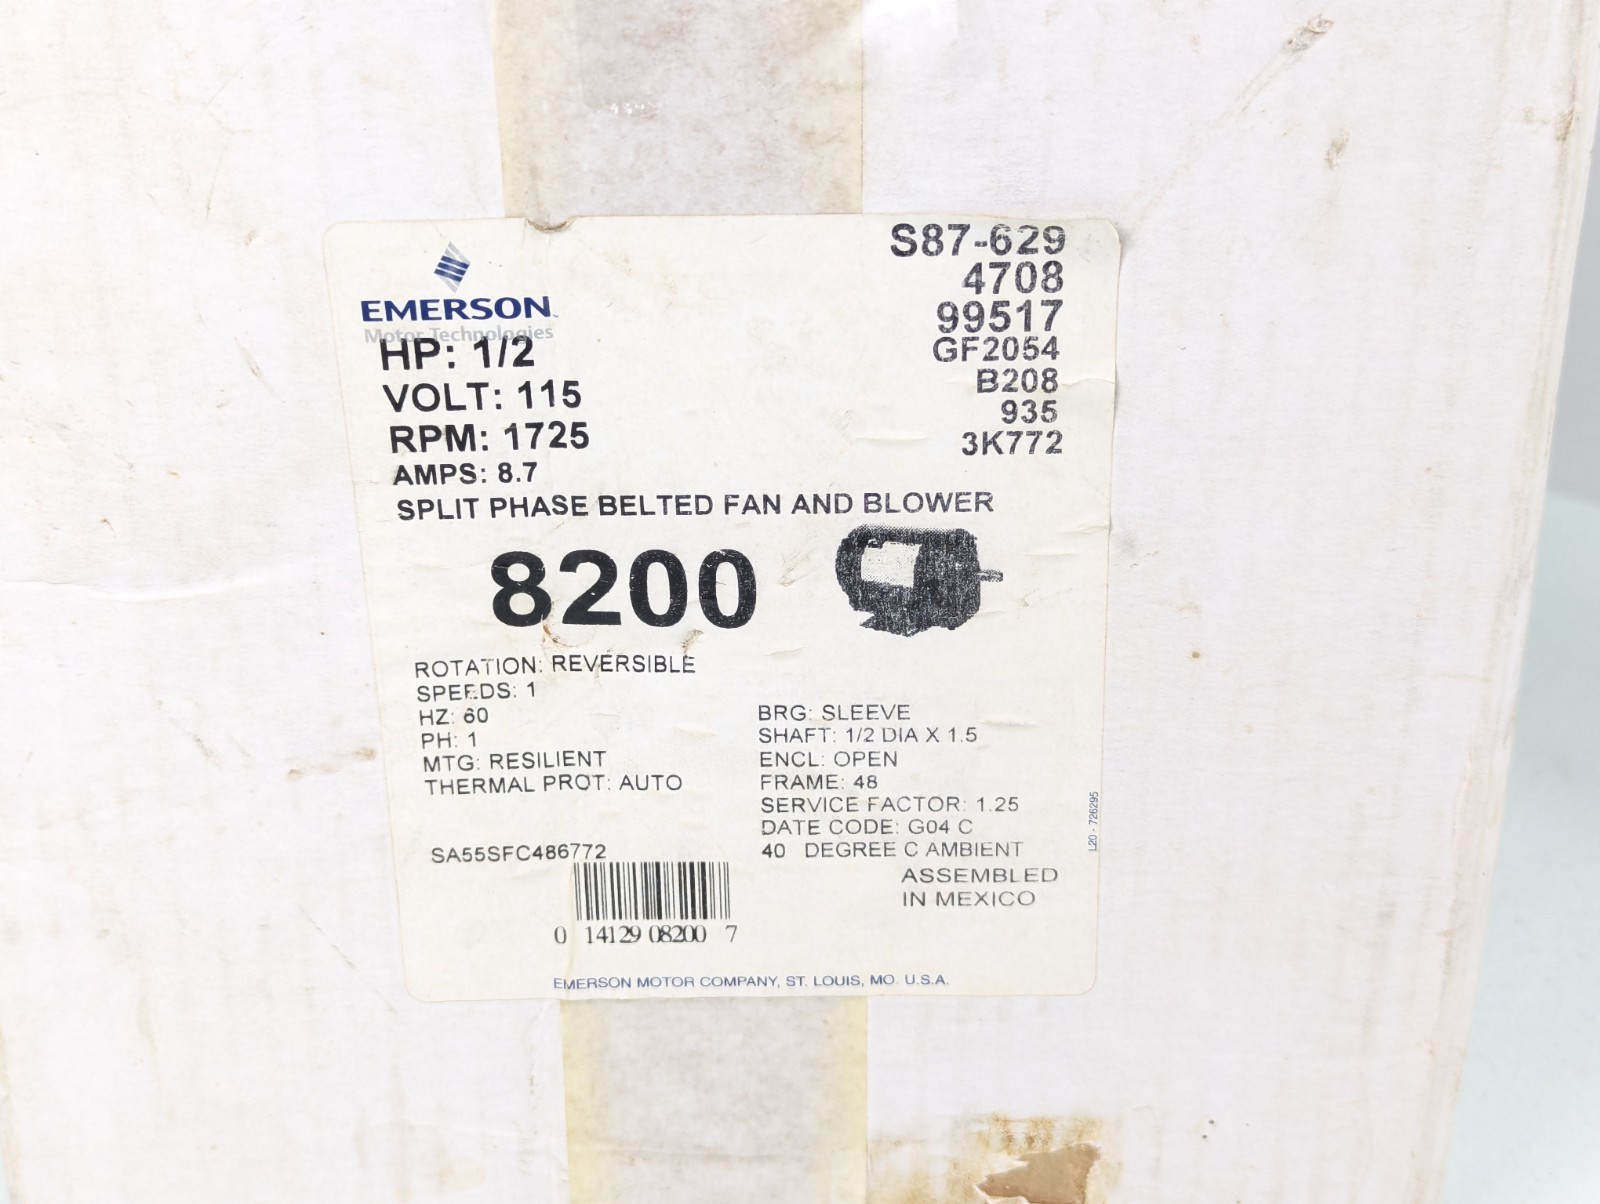 EMERSON
Motor Technologies
HP: 1/2
VOLT: 115
RPM: 1725
AMPS: 8.7
SPLIT PHASE BELTED FAN AND BLOWER
S87-629
4708
99517
GF2054
B208
935
3K772
8200
ROTATION: REVERSIBLE
SPEEDS: 1
HZ: 60
PH: 1
MTG: RESILIENT
THERMAL PROT: AUTO
BRG: SLEEVE
SHAFT: 1/2 DIA X 1.5
ENCL: OPEN
FRAME: 48
SERVICE FACTOR: 1.25
DATE CODE: G04 C
40 DEGREE C AMBIENT
ASSEMBLED
IN MEXICO
SA55SFC486772
0 14129 08200 7
L20 - 726295
EMERSON MOTOR COMPANY, ST. LOUIS, MO. U.S.A.